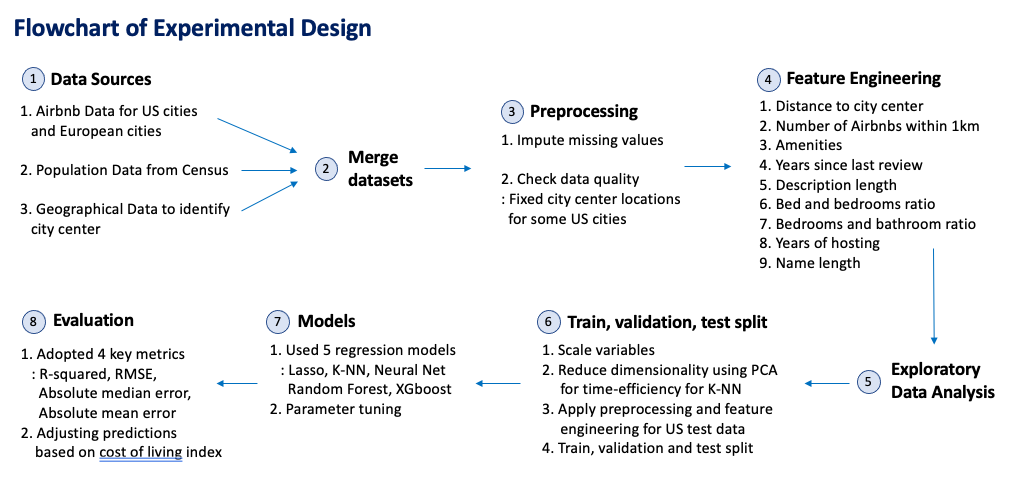 Flowchart of Experimental Design
1 Data Sources
1. Airbnb Data for US cities
and European cities
2. Population Data from Census
3. Geographical Data to identify
city center
2 Merge
datasets
3 Preprocessing
1. Impute missing values
2. Check data quality
: Fixed city center locations
for some US cities
4 Feature Engineering
1. Distance to city center
2. Number of Airbnbs within 1km
3. Amenities
4. Years since last review
5. Description length
6. Bed and bedrooms ratio
7. Bedrooms and bathroom ratio
8. Years of hosting
9. Name length
5 Exploratory
Data Analysis
6 Train, validation, test split
1. Scale variables
2. Reduce dimensionality using PCA
for time-efficiency for K-NN
3. Apply preprocessing and feature
engineering for US test data
4. Train, validation and test split
7 Models
1. Used 5 regression models
: Lasso, K-NN, Neural Net
Random Forest, XGboost
2. Parameter tuning
8 Evaluation
1. Adopted 4 key metrics
: R-squared, RMSE,
Absolute median error,
Absolute mean error
2. Adjusting predictions
based on cost of living index